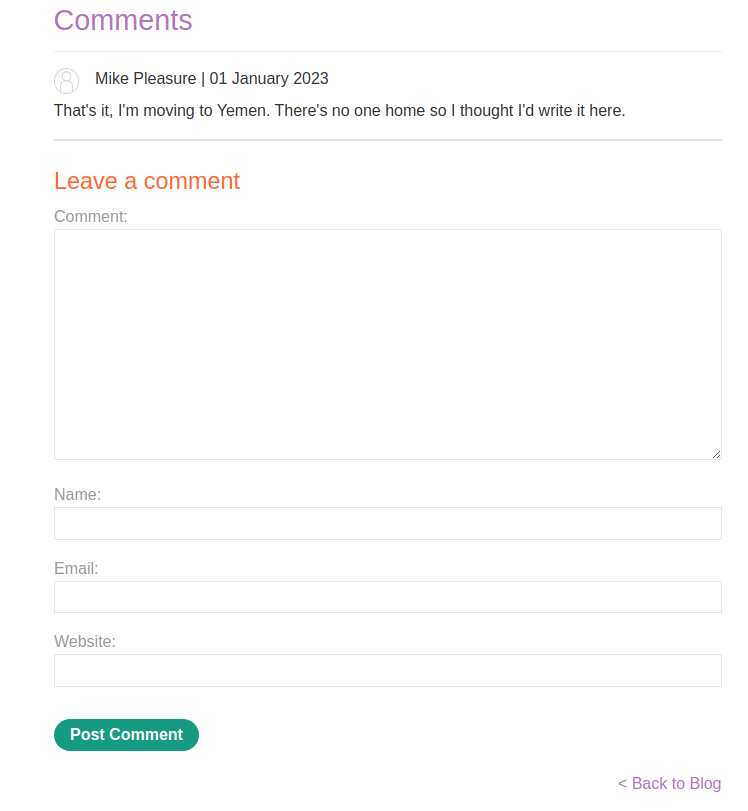 Comments
Mike Pleasure | 01 January 2023
That's it, I'm moving to Yemen. There's no one home so I thought I'd write it here.
Leave a comment
Comment:
Name:
Email:
Website:
Post Comment
< Back to Blog